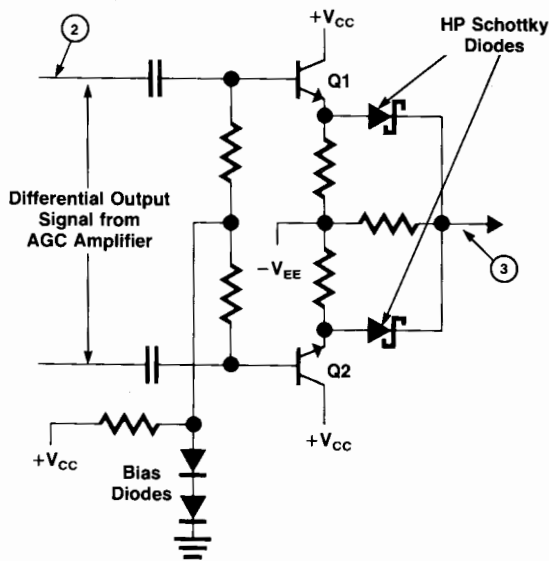 +VCC
2
HP Schottky
Diodes
Q1
Differential Output
Signal from
AGC Amplifier
−VEE
3
Q2
+VCC
+VCC
Bias
Diodes